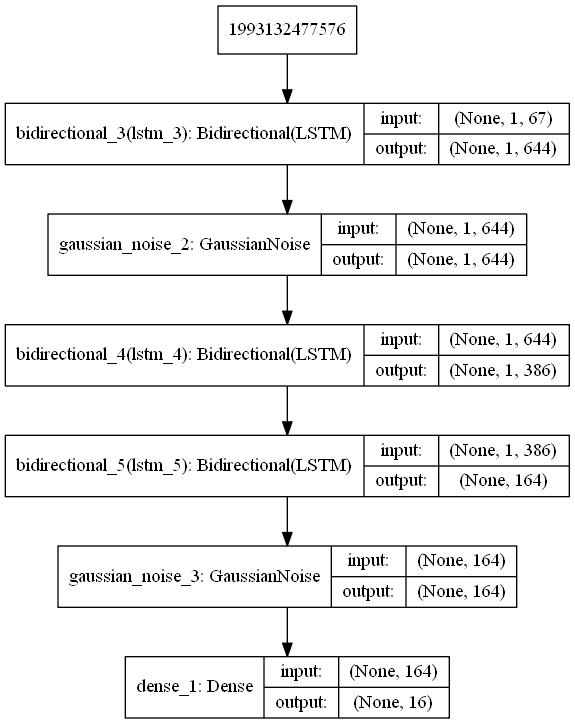 1993132477576
bidirectional_3(lstm_3): Bidirectional(LSTM)
input: (None, 1, 67)
output: (None, 1, 644)
gaussian_noise_2: GaussianNoise
input: (None, 1, 644)
output: (None, 1, 644)
bidirectional_4(lstm_4): Bidirectional(LSTM)
input: (None, 1, 644)
output: (None, 1, 386)
bidirectional_5(lstm_5): Bidirectional(LSTM)
input: (None, 1, 386)
output: (None, 164)
gaussian_noise_3: GaussianNoise
input: (None, 164)
output: (None, 164)
dense_1: Dense
input: (None, 164)
output: (None, 16)